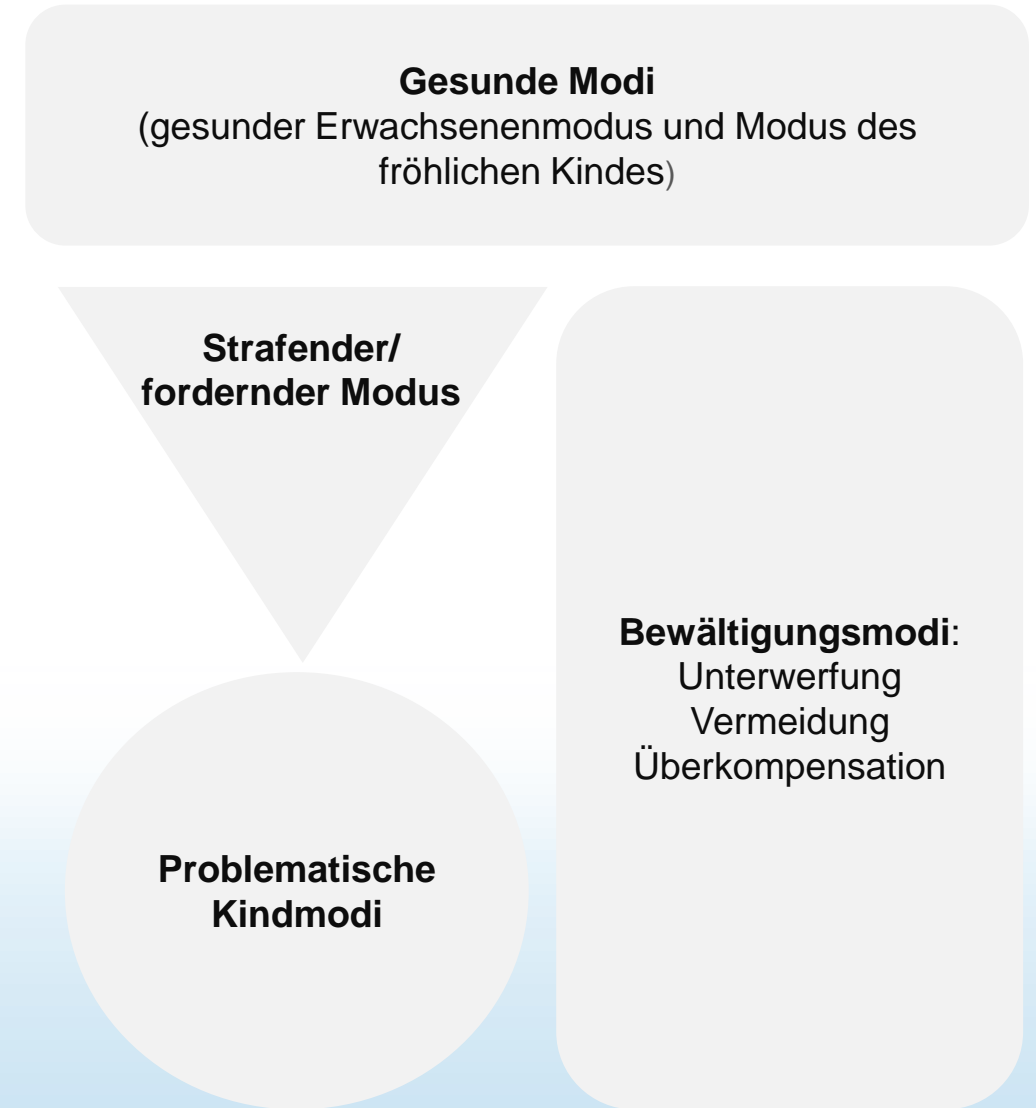 Gesunde Modi
(gesunder Erwachsenenmodus und Modus des
fröhlichen Kindes)
Strafender/
fordernder Modus
Bewältigungsmodi:
Unterwerfung
Vermeidung
Überkompensation
Problematische
Kindmodi